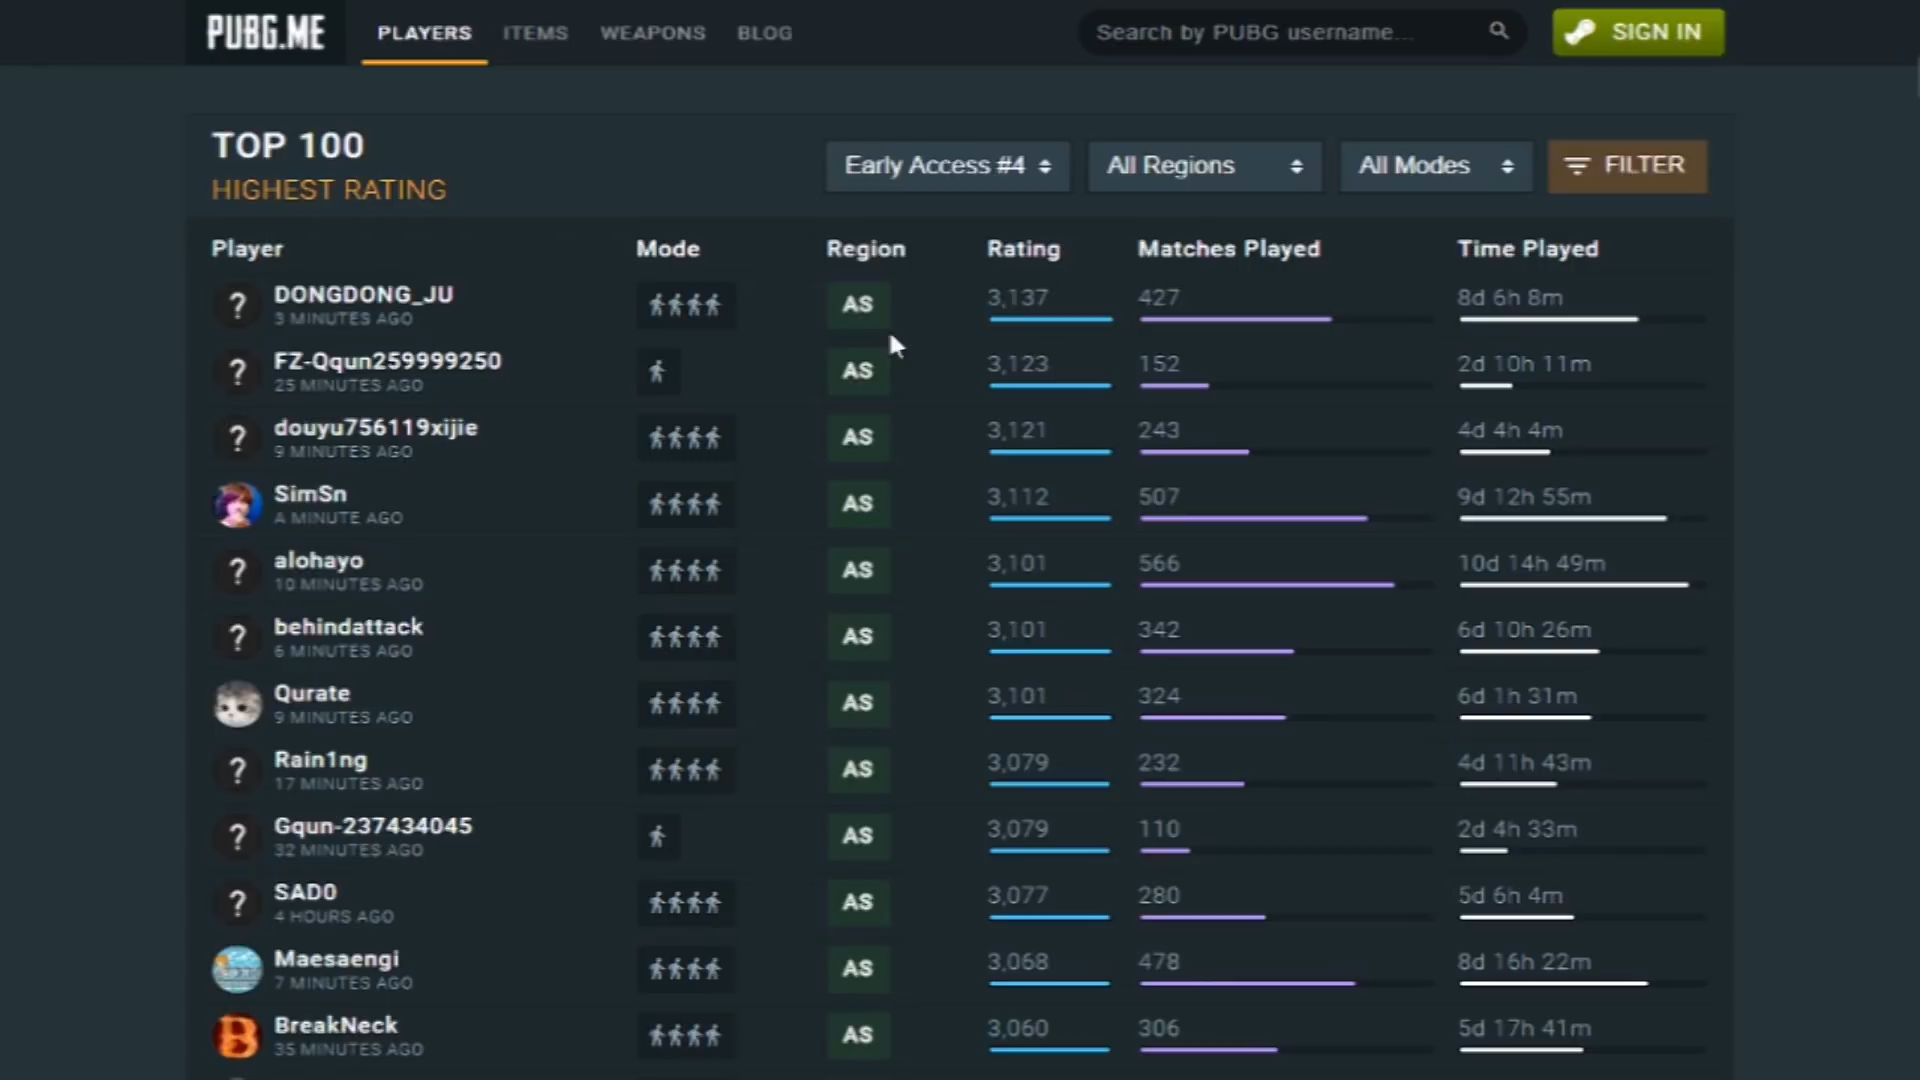 PUBG.ME PLAYERS ITEMS WEAPONS BLOG Search by PUBG username... SIGN IN
TOP 100
HIGHEST RATING
Early Access #4 All Regions All Modes FILTER
Player Mode Region Rating Matches Played Time Played
DONGDONG_JU AS 3,137 427 8d 6h 8m
3 MINUTES AGO
FZ-Qqun259999250 AS 3,123 152 2d 10h 11m
25 MINUTES AGO
douyu756119xijie AS 3,121 243 4d 4h 4m
9 MINUTES AGO
SimSn AS 3,112 507 9d 12h 55m
A MINUTE AGO
alohayo AS 3,101 566 10d 14h 49m
10 MINUTES AGO
behindattack AS 3,101 342 6d 10h 26m
6 MINUTES AGO
Qurate AS 3,101 324 6d 1h 31m
9 MINUTES AGO
Rain1ng AS 3,079 232 4d 11h 43m
17 MINUTES AGO
Gqun-237434045 AS 3,079 110 2d 4h 33m
32 MINUTES AGO
SAD0 AS 3,077 280 5d 6h 4m
4 HOURS AGO
Maesaengi AS 3,068 478 8d 16h 22m
7 MINUTES AGO
BreakNeck AS 3,060 306 5d 17h 41m
35 MINUTES AGO